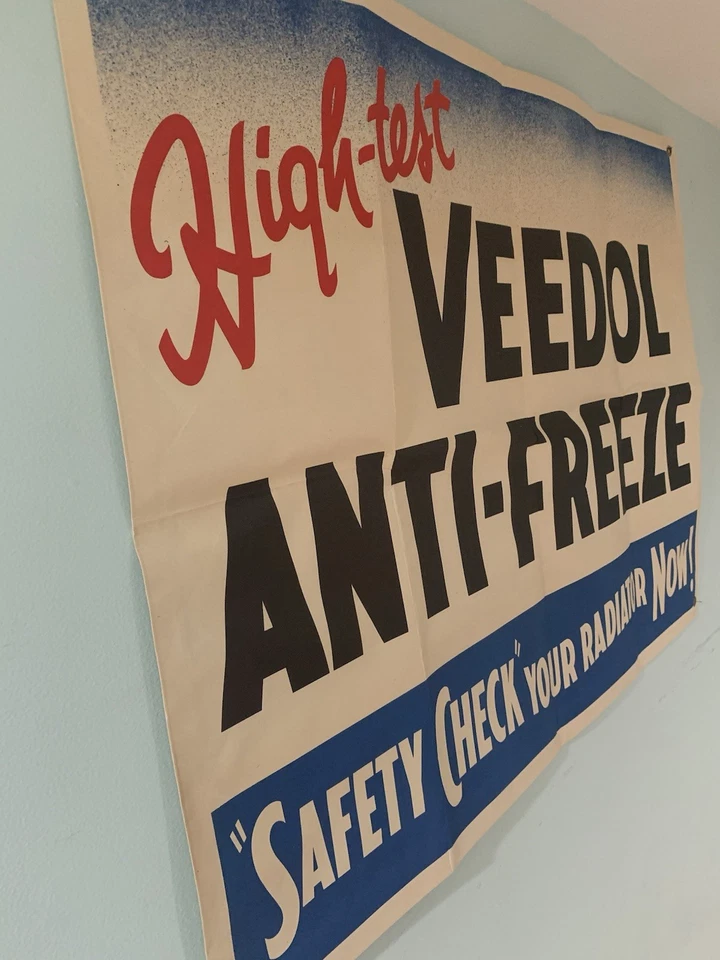 High-test
VEEDOL
ANTI-FREEZE
"SAFETY CHECK" YOUR RADIATOR NOW!